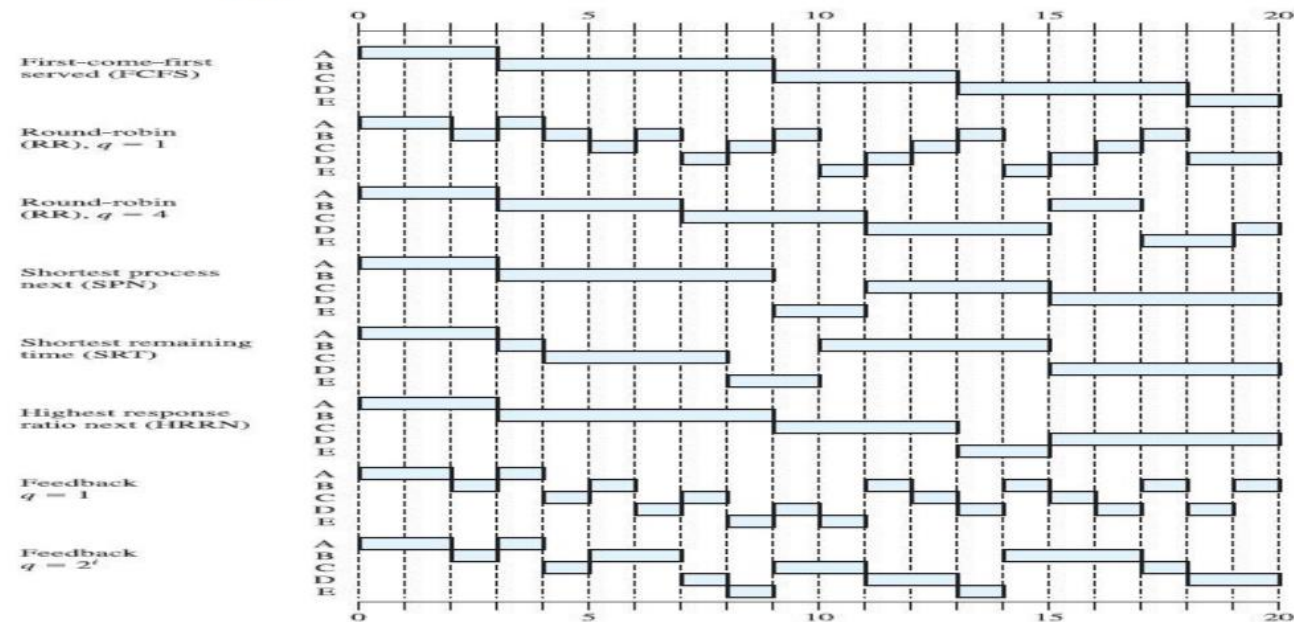 0 5 10 15 20
First-come-first
served (FCFS)
A
B
C
D
E
Round-robin
(RR), q = 1
A
B
C
D
E
Round-robin
(RR), q = 4
A
B
C
D
E
Shortest process
next (SPN)
A
B
C
D
E
Shortest remaining
time (SRT)
A
B
C
D
E
Highest response
ratio next (HRRN)
A
B
C
D
E
Feedback
q = 1
A
B
C
D
E
Feedback
q = 2^i
A
B
C
D
E
0 5 10 15 20